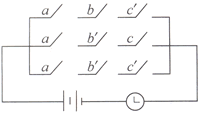 a b c′
a b′ c
a b′ c′